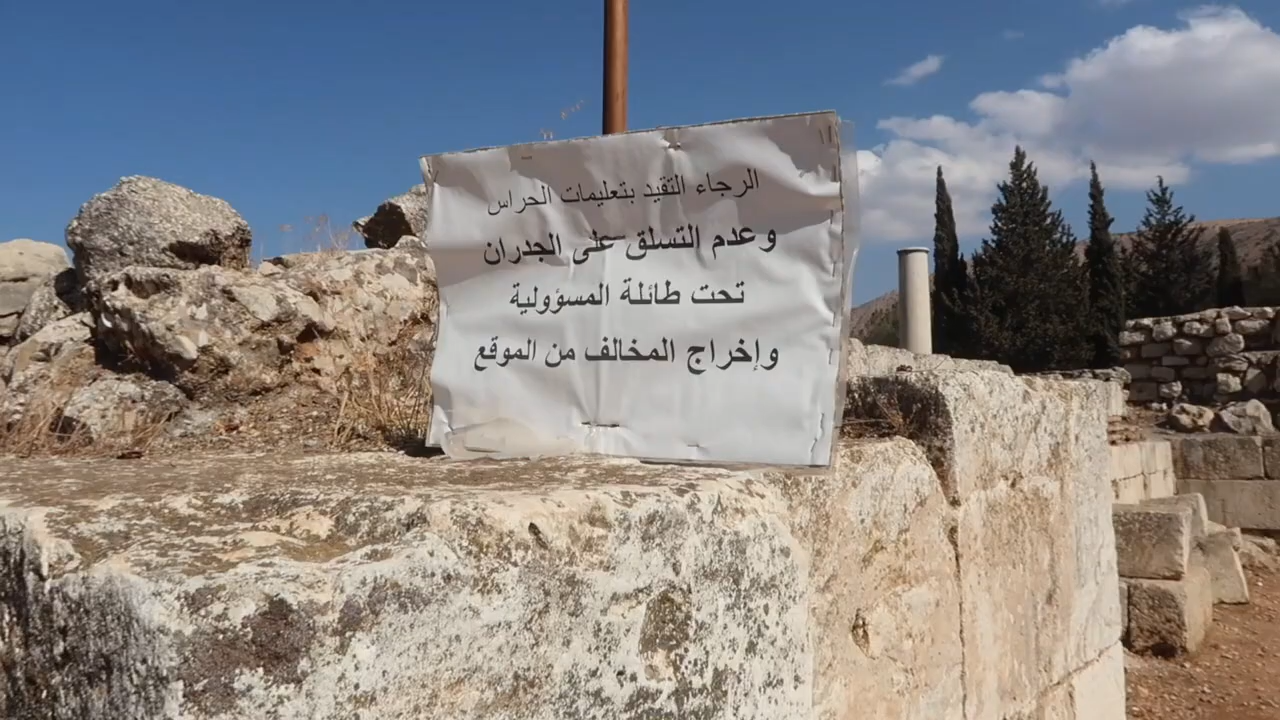 الرجاء التقيد بتعليمات الحراس
وعدم التسلق على الجدران
تحت طائلة المسؤولية
وإخراج المخالف من الموقع